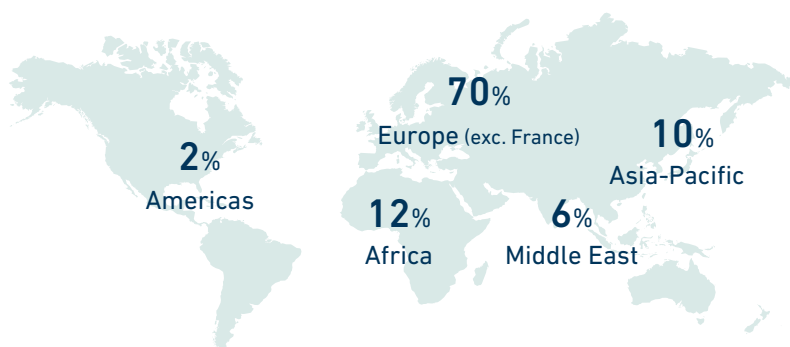 70%
Europe (exc. France)
10%
Asia-Pacific
2%
Americas
12%
Africa
6%
Middle East